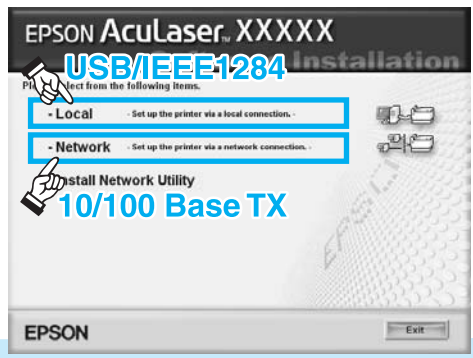 EPSON AcuLaser™ XXXXX
Installation
USB/IEEE1284
Please select from the following items.
- Local - Set up the printer via a local connection. -
- Network - Set up the printer via a network connection. -
Install Network Utility
10/100 Base TX
EPSON
EPSON Exit